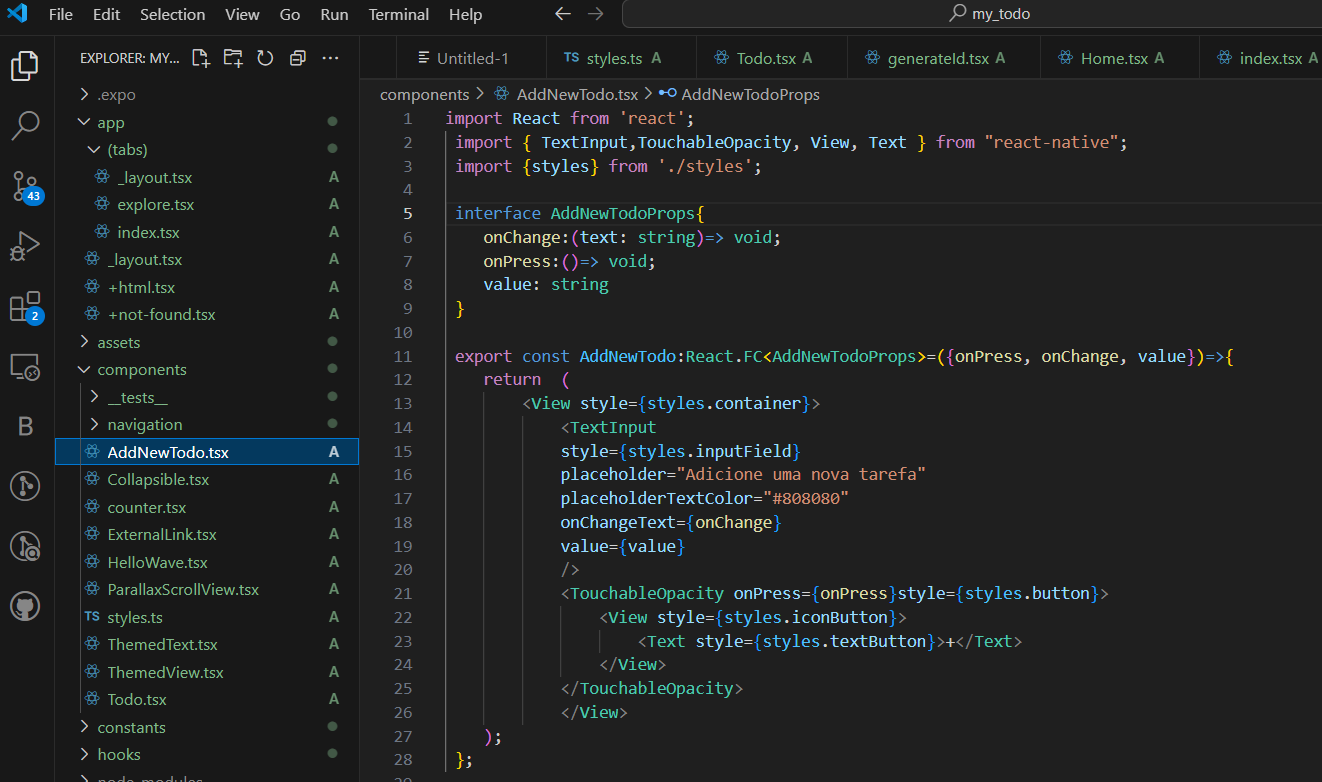 File Edit Selection View Go Run Terminal Help
my_todo
EXPLORER: MY...
Untitled-1
TS styles.ts A
Todo.tsx A
generateId.tsx A
Home.tsx A
index.tsx A
.expo
app
(tabs)
_layout.tsx A
explore.tsx A
index.tsx A
_layout.tsx A
+html.tsx A
+not-found.tsx A
assets
components
__tests__
navigation
AddNewTodo.tsx A
Collapsible.tsx A
counter.tsx A
ExternalLink.tsx A
HelloWave.tsx A
ParallaxScrollView.tsx A
TS styles.ts A
ThemedText.tsx A
ThemedView.tsx A
Todo.tsx A
constants
hooks
node_modules
43
2
B
components > AddNewTodo.tsx > AddNewTodoProps
1 import React from 'react';
2 import { TextInput,TouchableOpacity, View, Text } from "react-native";
3 import {styles} from './styles';
4
5 interface AddNewTodoProps{
6 onChange:(text: string)=> void;
7 onPress:()=> void;
8 value: string
9 }
10
11 export const AddNewTodo:React.FC<AddNewTodoProps>=({onPress, onChange, value})=>{
12 return (
13 <View style={styles.container}>
14 <TextInput
15 style={styles.inputField}
16 placeholder="Adicione uma nova tarefa"
17 placeholderTextColor="#808080"
18 onChangeText={onChange}
19 value={value}
20 />
21 <TouchableOpacity onPress={onPress}style={styles.button}>
22 <View style={styles.iconButton}>
23 <Text style={styles.textButton}>+</Text>
24 </View>
25 </TouchableOpacity>
26 </View>
27 );
28 };
29